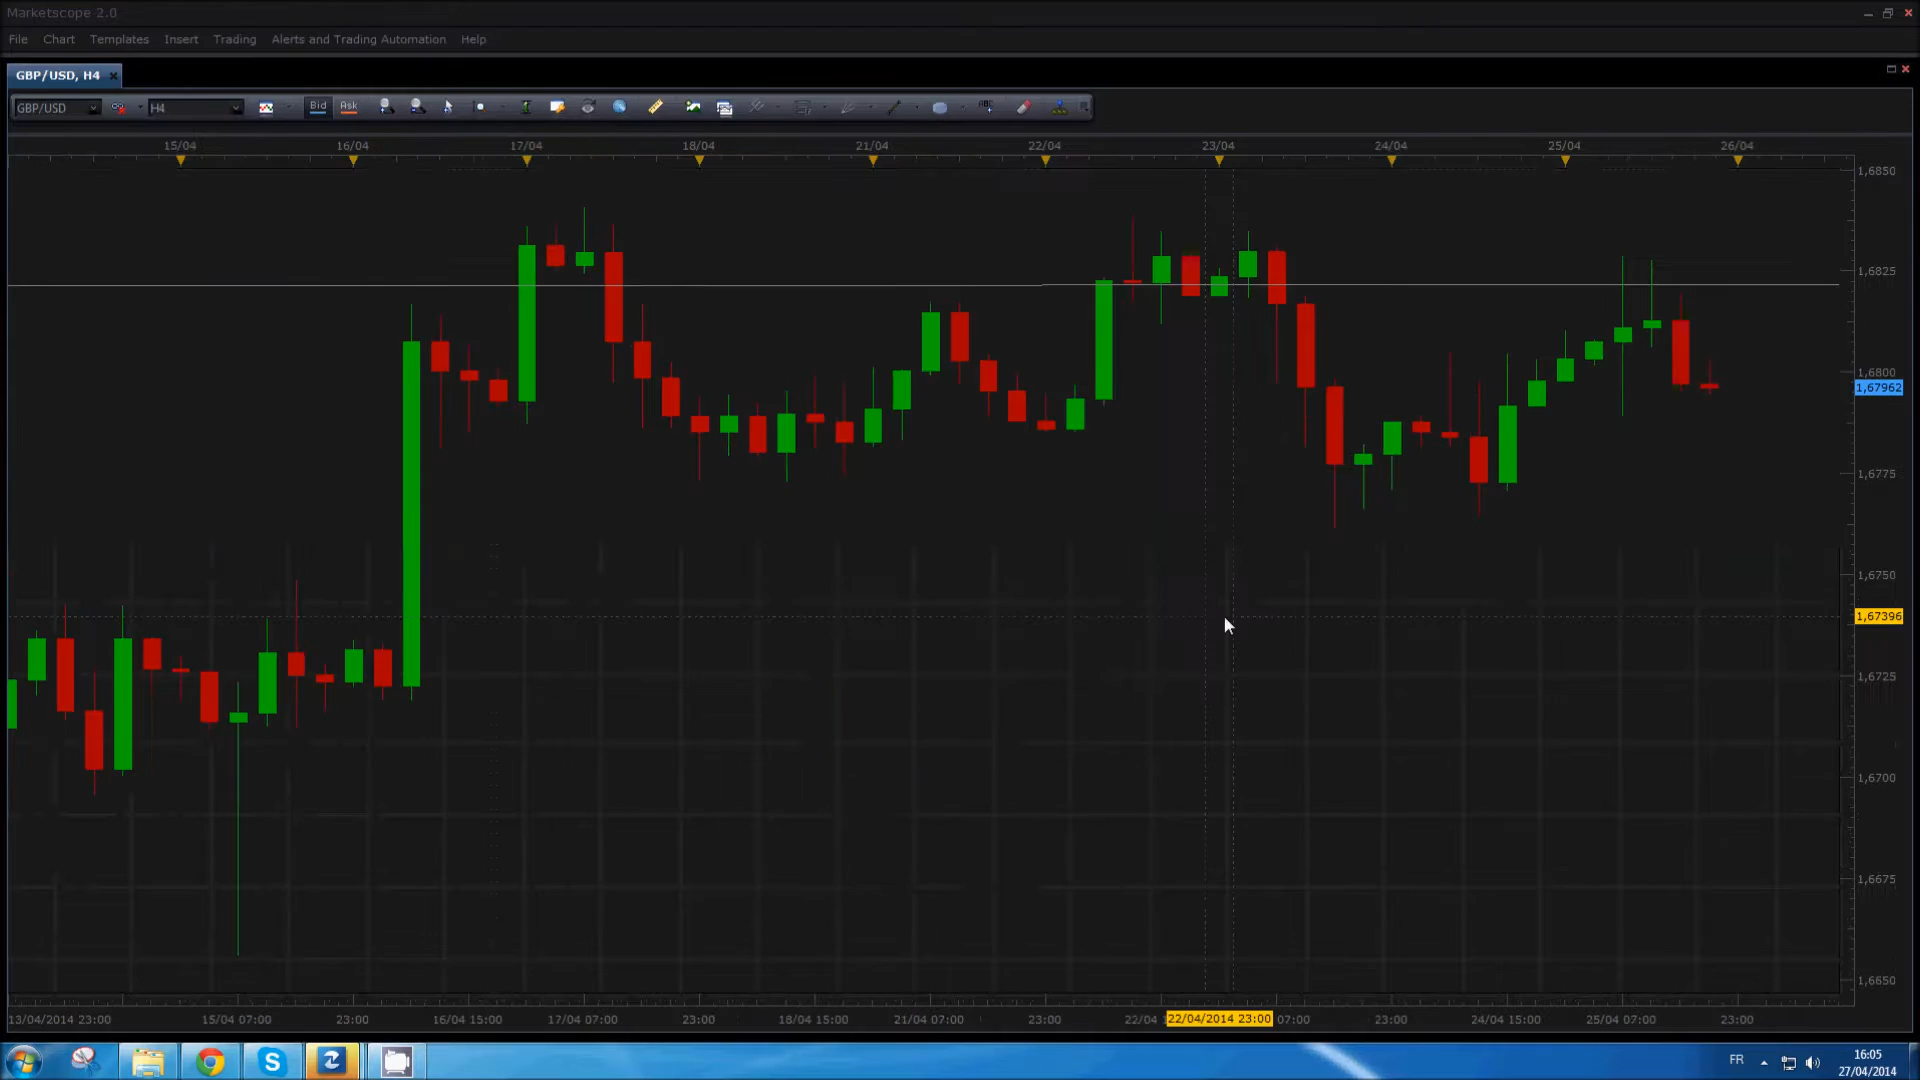 Marketscope 2.0
File Chart Templates Insert Trading Alerts and Trading Automation Help
GBP/USD, H4
GBP/USD H4 Bid Ask ABC
15/04 16/04 17/04 18/04 21/04 22/04 23/04 24/04 25/04 26/04
1,6850
1,6825
1,6800
1,67962
1,6775
1,6750
1,67396
1,6725
1,6700
1,6675
1,6650
13/04/2014 23:00 15/04 07:00 23:00 16/04 15:00 17/04 07:00 23:00 18/04 15:00 21/04 07:00 23:00 22/04 22/04/2014 23:00 07:00 23:00 24/04 15:00 25/04 07:00 23:00
FR 16:05
27/04/2014